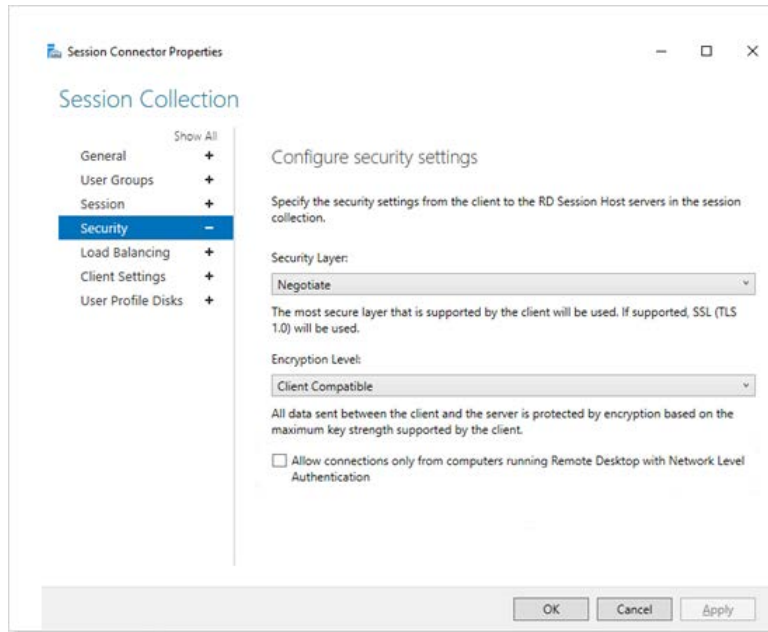 Session Connector Properties
Session Collection
Show All
General +
User Groups +
Session +
Security −
Load Balancing +
Client Settings +
User Profile Disks +
Configure security settings
Specify the security settings from the client to the RD Session Host servers in the session
collection.
Security Layer:
Negotiate
The most secure layer that is supported by the client will be used. If supported, SSL (TLS
1.0) will be used.
Encryption Level:
Client Compatible
All data sent between the client and the server is protected by encryption based on the
maximum key strength supported by the client.
Allow connections only from computers running Remote Desktop with Network Level
Authentication
OK Cancel Apply